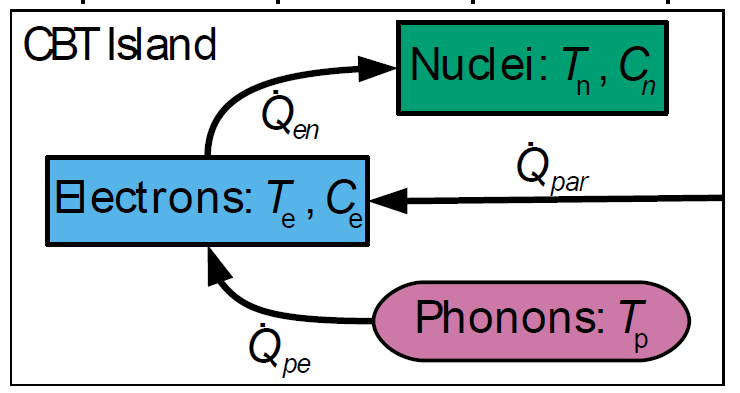 CBT Island
Nuclei: Tn , Cn
Q̇en
Q̇par
Electrons: Te , Ce
Phonons: Tp
Q̇pe